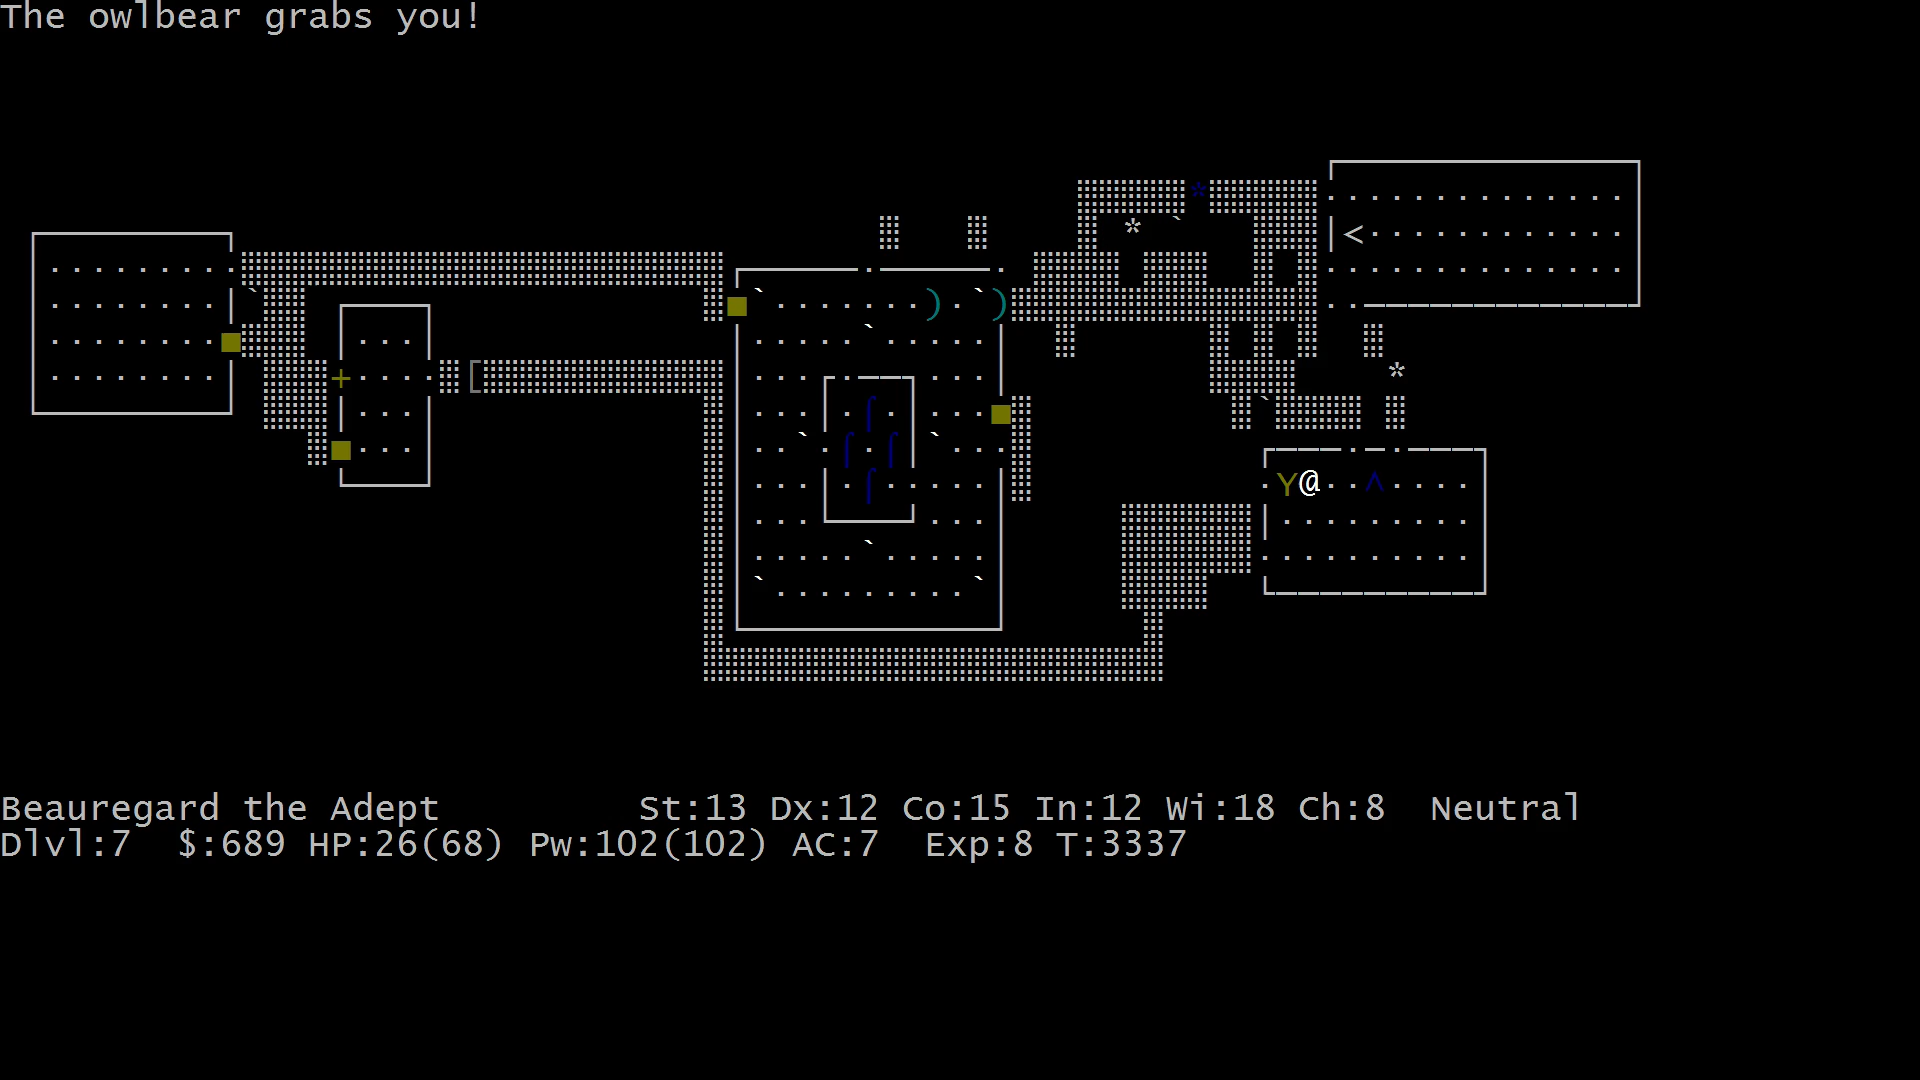 The owlbear grabs you!
Beauregard the Adept St:13 Dx:12 Co:15 In:12 Wi:18 Ch:8 Neutral
Dlvl:7 $:689 HP:26(68) Pw:102(102) AC:7 Exp:8 T:3337